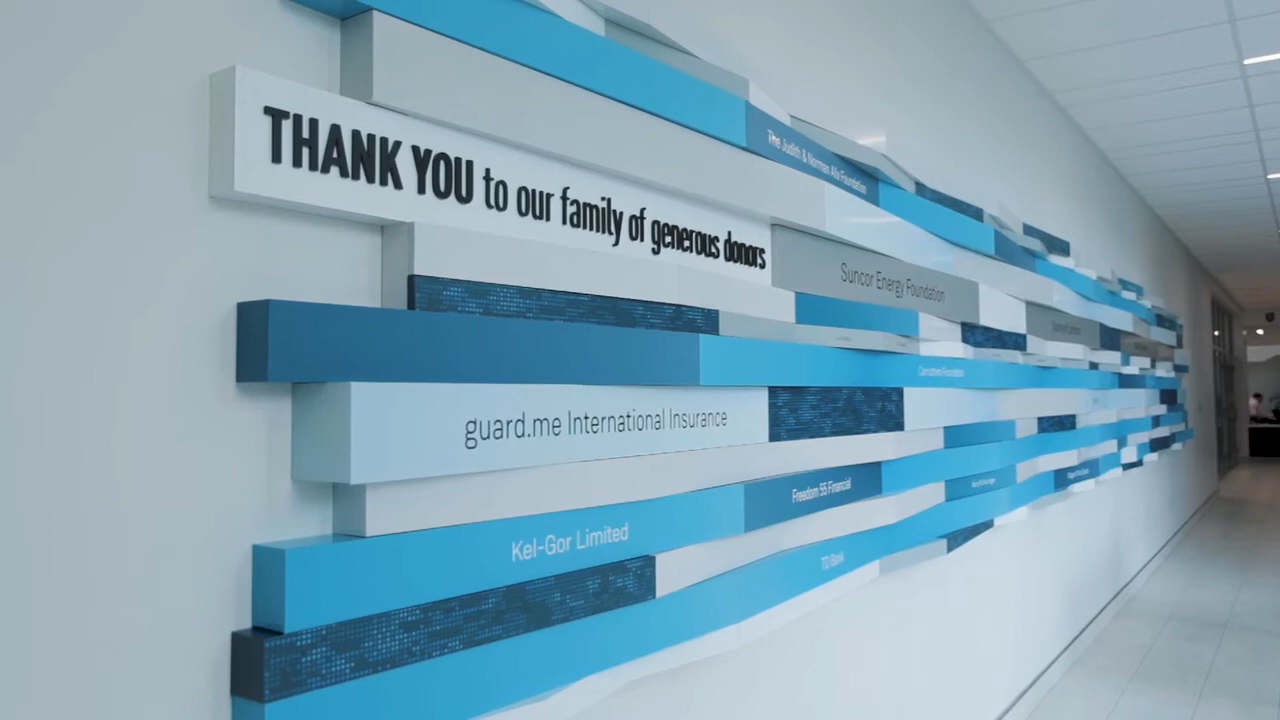 The Judith & Norman Alix Foundation
THANK YOU to our family of generous donors
Suncor Energy Foundation
guard.me International Insurance
Freedom 55 Financial
Kel-Gor Limited
TD Bank